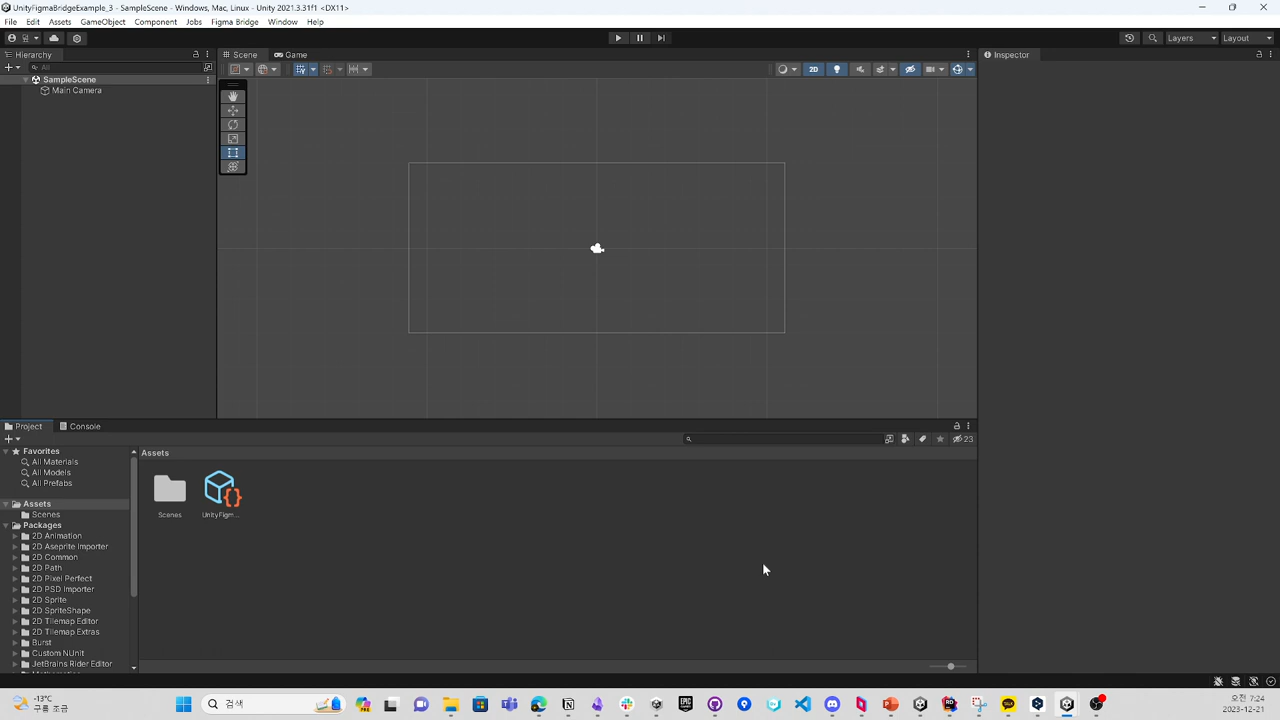 UnityFigmaBridgeExample_3 - SampleScene - Windows, Mac, Linux - Unity 2021.3.31f1 <DX11>
File Edit Assets GameObject Component Jobs Figma Bridge Window Help
Layers Layout
Hierarchy Scene Game Inspector
All
2D
SampleScene
Main Camera
Project Console
23
Favorites
Assets
All Materials
All Models
All Prefabs
Assets
Scenes
Scenes UnityFigm...
Packages
2D Animation
2D Aseprite Importer
2D Common
2D Path
2D Pixel Perfect
2D PSD Importer
2D Sprite
2D SpriteShape
2D Tilemap Editor
2D Tilemap Extras
Burst
Custom NUnit
JetBrains Rider Editor
-13°C
구름 조금
검색
오전 7:24
2023-12-21